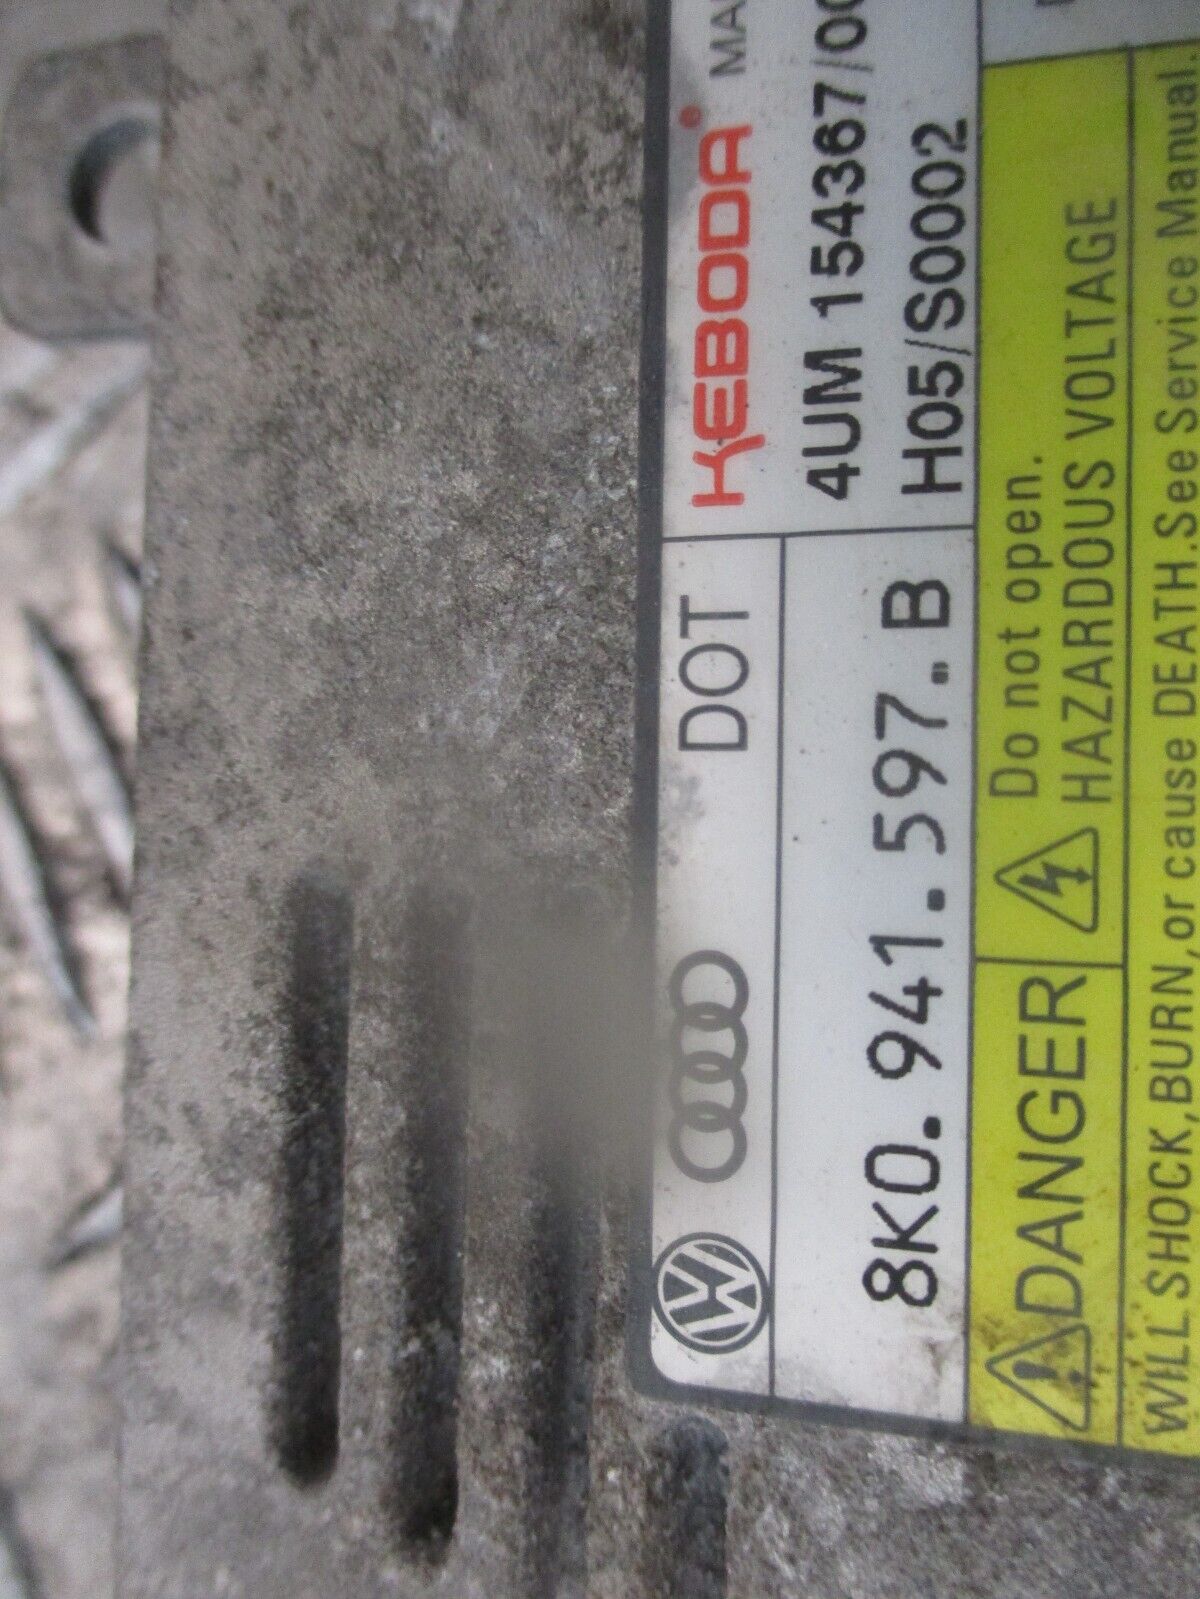 DOT
KEBODA®
8K0. 941. 597. B
4UM 154367/00
H05/S0002
DANGER
Do not open.
HAZARDOUS VOLTAGE
WILL SHOCK,BURN,or cause DEATH.See Service Manual.